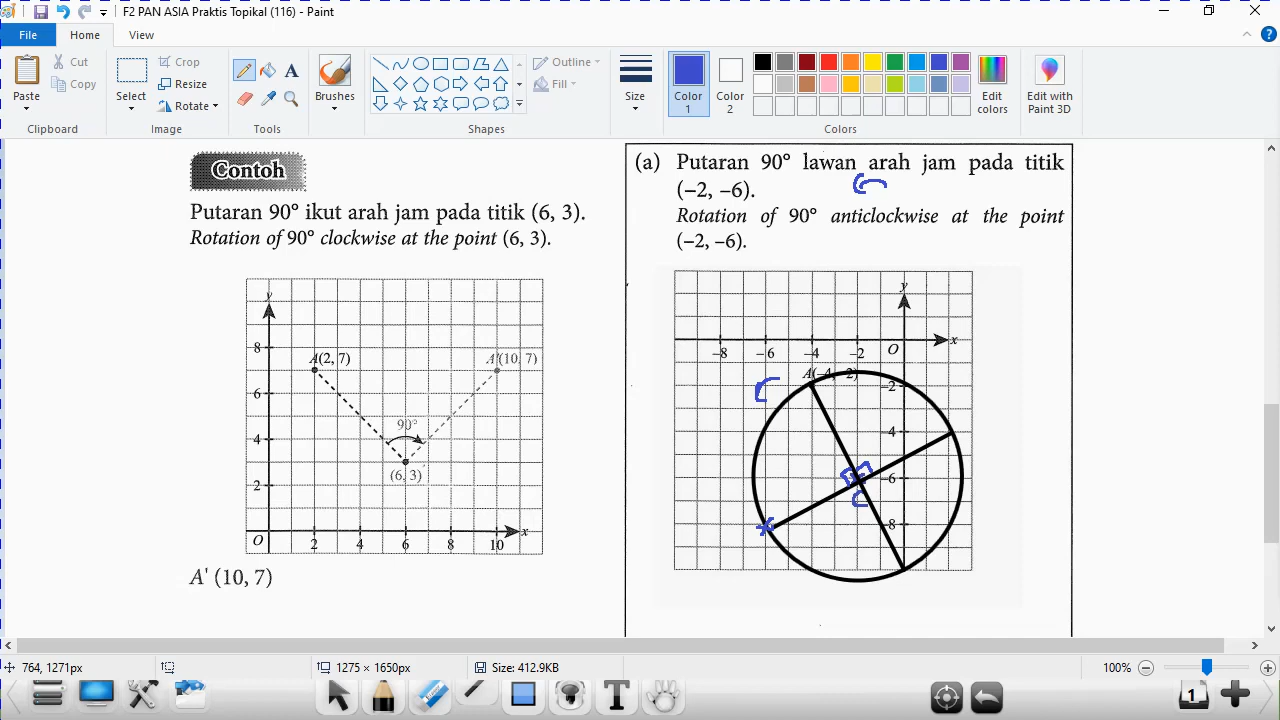 F2 PAN ASIA Praktis Topikal (116) - Paint
File Home View
Paste Cut Copy Clipboard
Select Crop Resize Rotate Image
Tools
Brushes
Outline Fill Shapes
Size
Color 1 Color 2 Colors
Edit colors
Edit with Paint 3D
Contoh
Putaran 90° ikut arah jam pada titik (6, 3).
Rotation of 90° clockwise at the point (6, 3).
y
8
A(2, 7) A'(10, 7)
6
90°
4
(6, 3)
2
O 2 4 6 8 10 x
A' (10, 7)
(a) Putaran 90° lawan arah jam pada titik
(−2, −6).
Rotation of 90° anticlockwise at the point
(−2, −6).
y
−8 −6 −4 −2 O x
A(−4, −2)
−2
−4
−6
−8
764, 1271px 1275 × 1650px Size: 412.9KB 100%
1